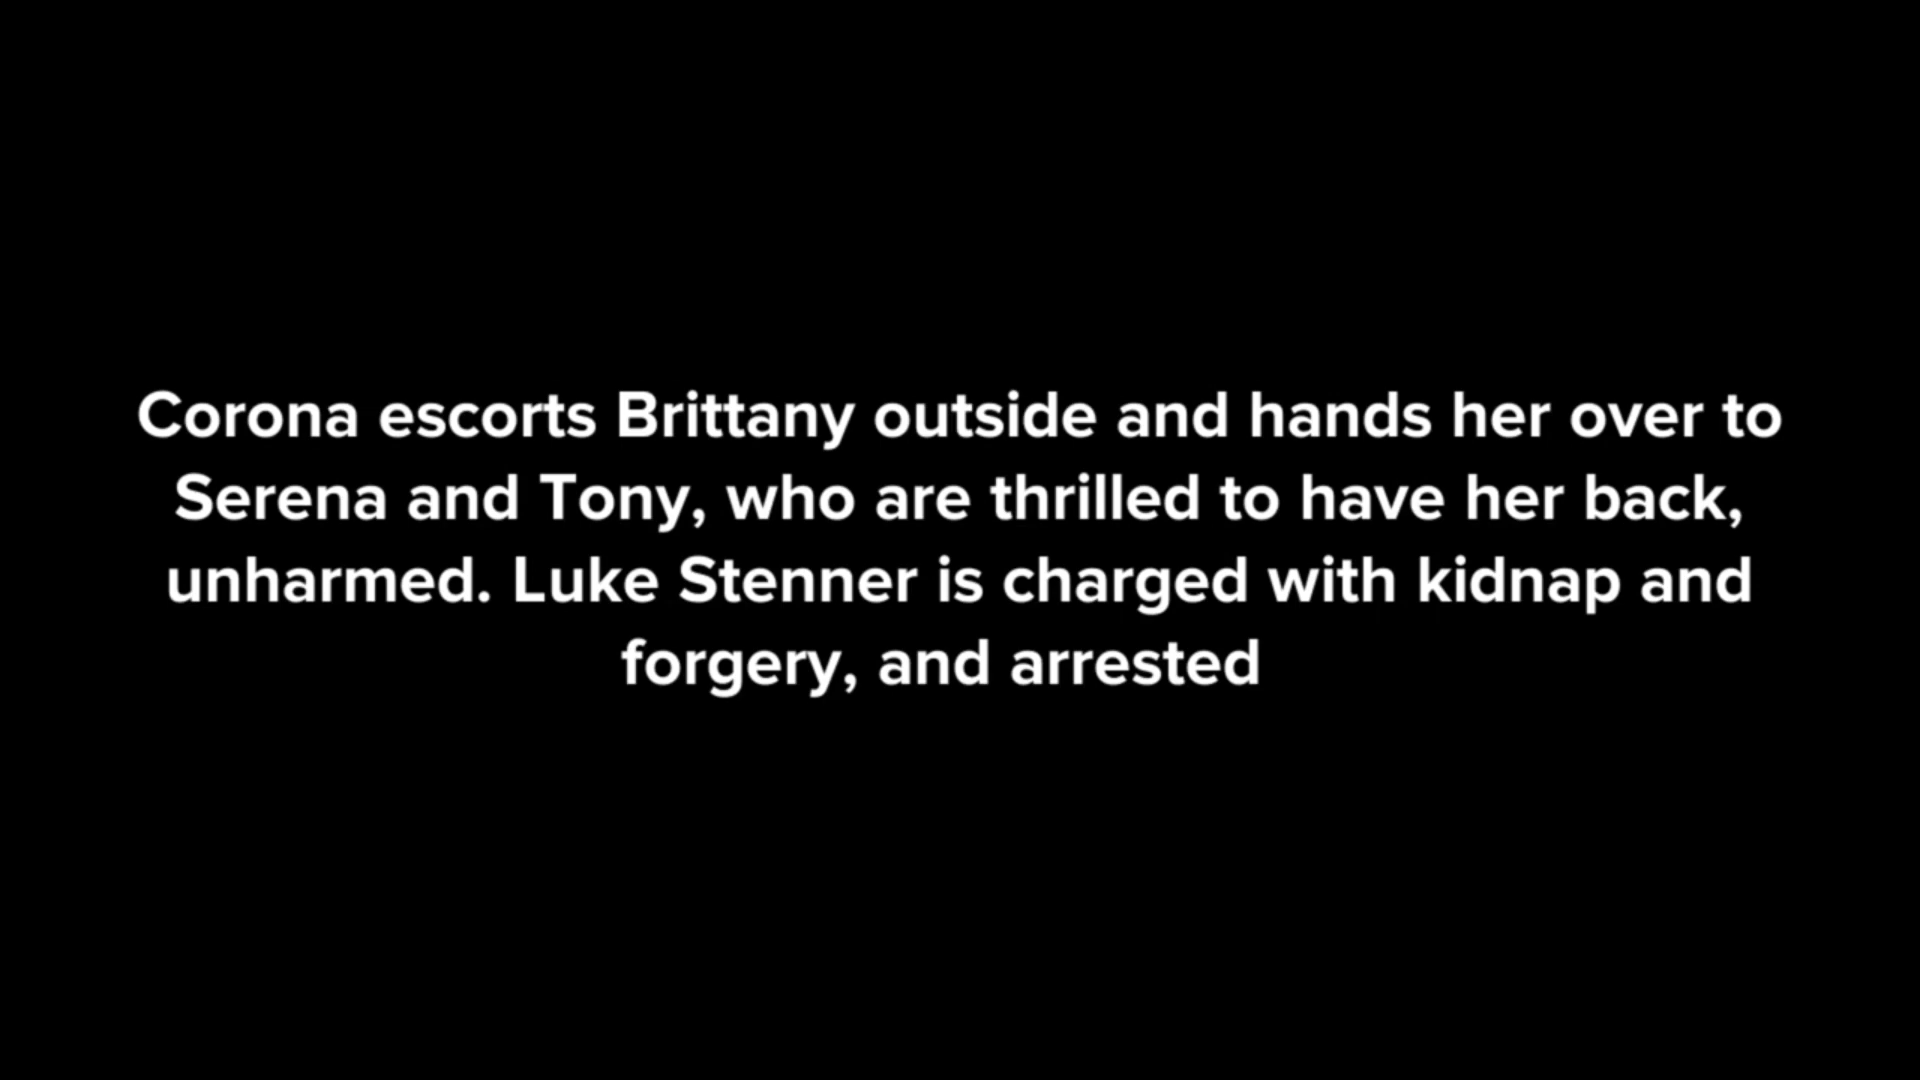 Corona escorts Brittany outside and hands her over to
Serena and Tony, who are thrilled to have her back,
unharmed. Luke Stenner is charged with kidnap and
forgery, and arrested